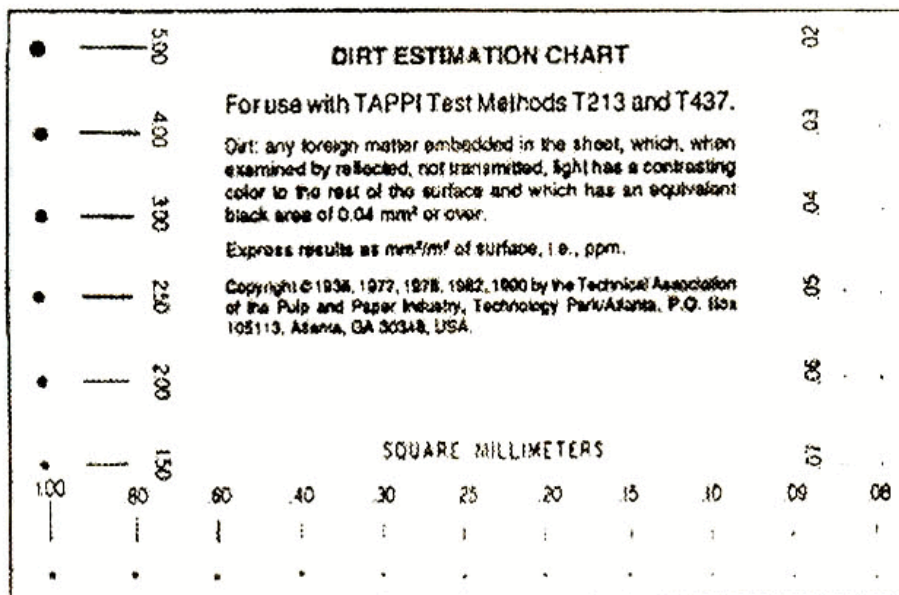 5.00 .02
DIRT ESTIMATION CHART
For use with TAPPI Test Methods T213 and T437.
4.00 .03
Dirt: any foreign matter embedded in the sheet, which, when
examined by reflected, not transmitted, light has a contrasting
color to the rest of the surface and which has an equivalent
black area of 0.04 mm² or over.
3.00 .04
Express results as mm²/m² of surface, i.e., ppm.
2.50 .05
Copyright © 1936, 1977, 1978, 1982, by the Technical Association
of the Pulp and Paper Industry, Technology Park/Atlanta, P.O. Box
105113, Atlanta, GA 30348, USA.
2.00 .06
SQUARE MILLIMETERS
1.50 .07
1.00 .80 .60 .40 .30 .25 .20 .15 .10 .09 .08